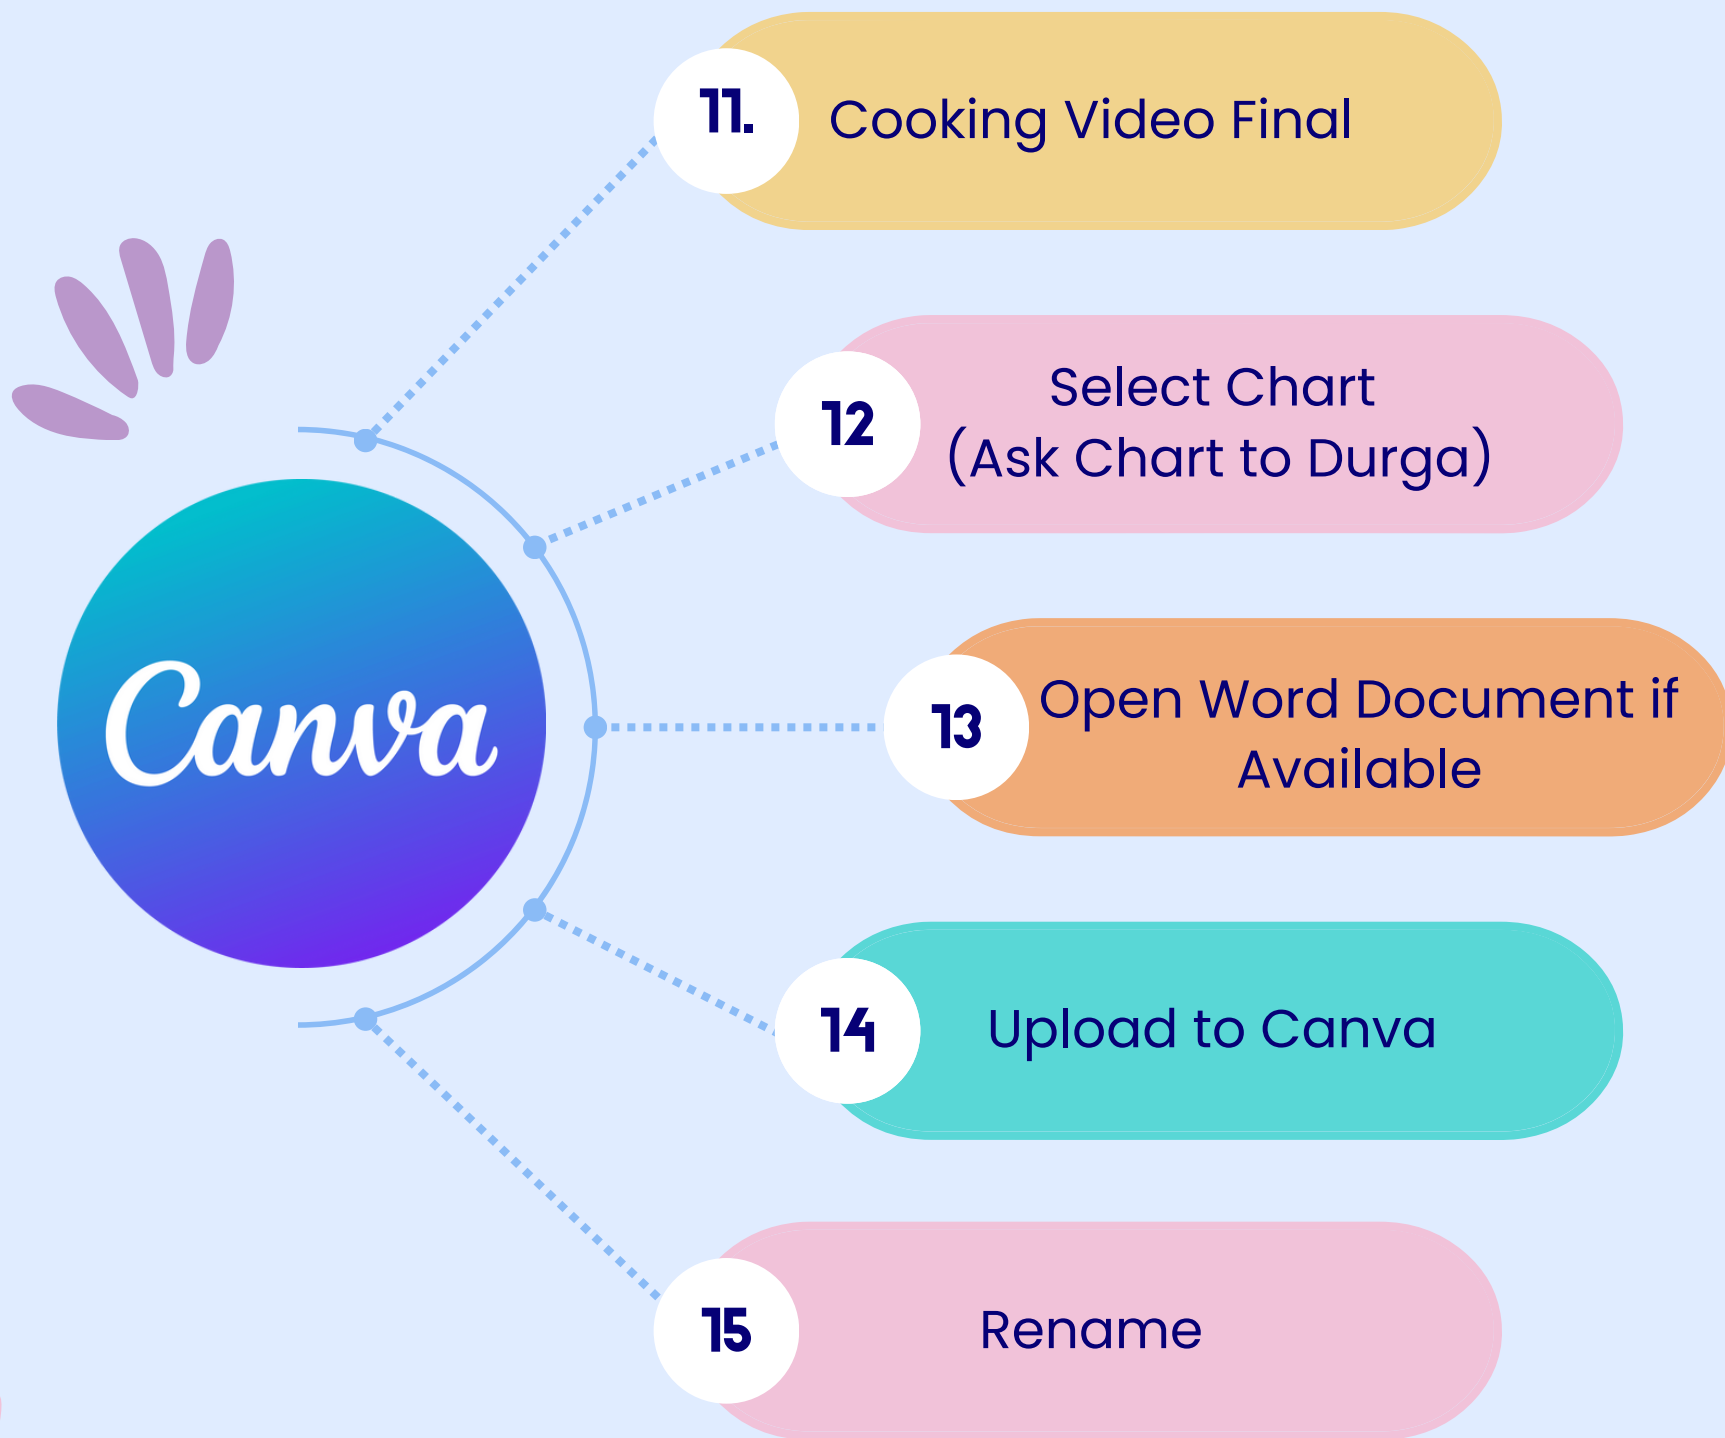 11.
Cooking Video Final
12
Select Chart
(Ask Chart to Durga)
Canva
13
Open Word Document if
Available
14
Upload to Canva
15
Rename